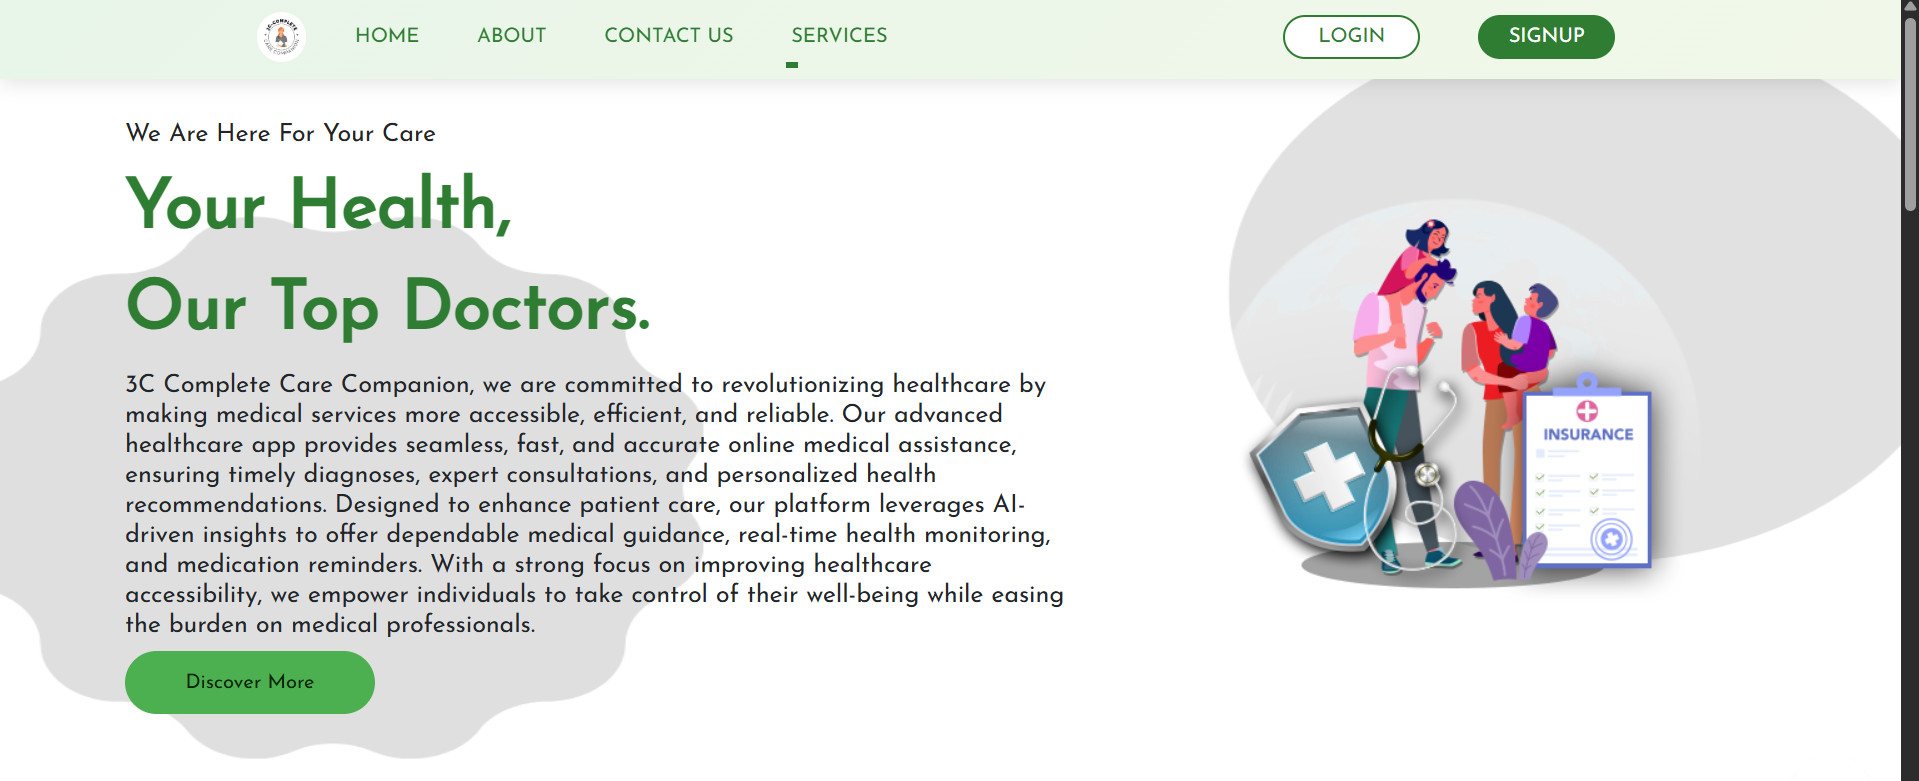 3C-COMPLETE
CARE COMPANION
HOME
ABOUT
CONTACT US
SERVICES
LOGIN
SIGNUP
We Are Here For Your Care
Your Health,
Our Top Doctors.
3C Complete Care Companion, we are committed to revolutionizing healthcare by
making medical services more accessible, efficient, and reliable. Our advanced
healthcare app provides seamless, fast, and accurate online medical assistance,
ensuring timely diagnoses, expert consultations, and personalized health
recommendations. Designed to enhance patient care, our platform leverages AI-
driven insights to offer dependable medical guidance, real-time health monitoring,
and medication reminders. With a strong focus on improving healthcare
accessibility, we empower individuals to take control of their well-being while easing
the burden on medical professionals.
Discover More
INSURANCE